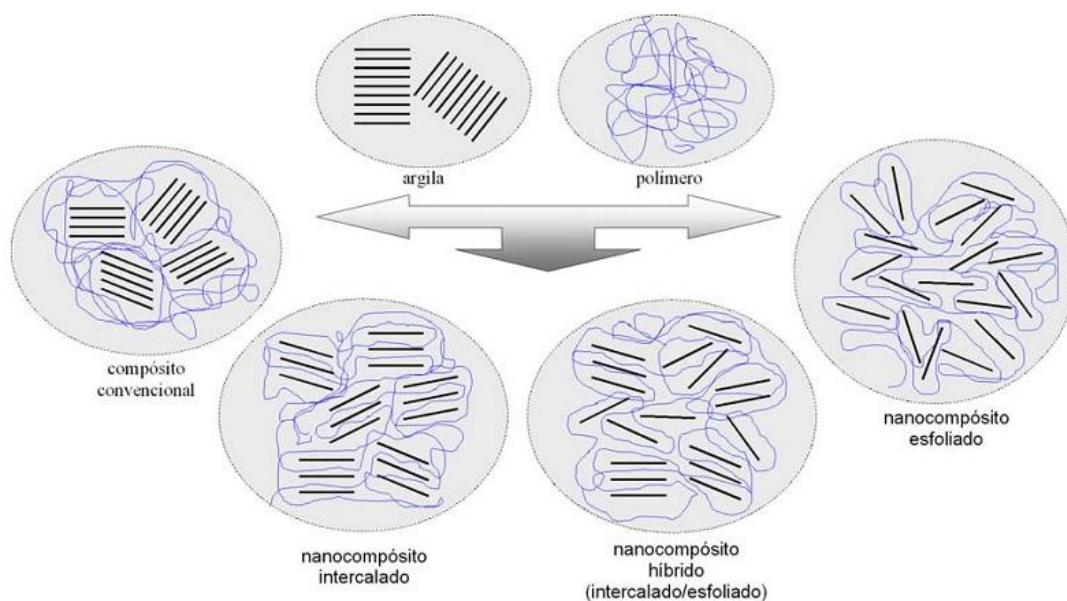 argila
polímero
compósito
convencional
nanocompósito
intercalado
nanocompósito
híbrido
(intercalado/esfoliado)
nanocompósito
esfoliado